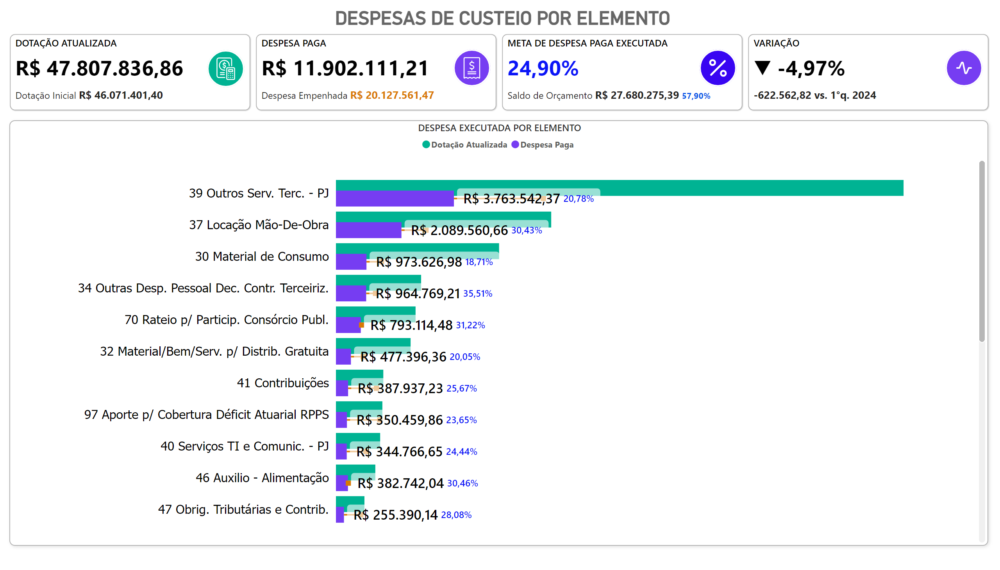 DESPESAS DE CUSTEIO POR ELEMENTO
DOTAÇÃO ATUALIZADA
R$ 47.807.836,86
Dotação Inicial R$ 46.071.401,40
DESPESA PAGA
R$ 11.902.111,21
Despesa Empenhada R$ 20.127.561,47
META DE DESPESA PAGA EXECUTADA
24,90%
Saldo de Orçamento R$ 27.680.275,39 57,90%
VARIAÇÃO
▼ -4,97%
-622.562,82 vs. 1°q. 2024
DESPESA EXECUTADA POR ELEMENTO
Dotação Atualizada Despesa Paga
39 Outros Serv. Terc. - PJ R$ 3.763.542,37 20,78%
37 Locação Mão-De-Obra R$ 2.089.560,66 30,43%
30 Material de Consumo R$ 973.626,98 18,71%
34 Outras Desp. Pessoal Dec. Contr. Terceiriz. R$ 964.769,21 35,51%
70 Rateio p/ Particip. Consórcio Publ. R$ 793.114,48 31,22%
32 Material/Bem/Serv. p/ Distrib. Gratuita R$ 477.396,36 20,05%
41 Contribuições R$ 387.937,23 25,67%
97 Aporte p/ Cobertura Déficit Atuarial RPPS R$ 350.459,86 23,65%
40 Serviços TI e Comunic. - PJ R$ 344.766,65 24,44%
46 Auxilio - Alimentação R$ 382.742,04 30,46%
47 Obrig. Tributárias e Contrib. R$ 255.390,14 28,08%